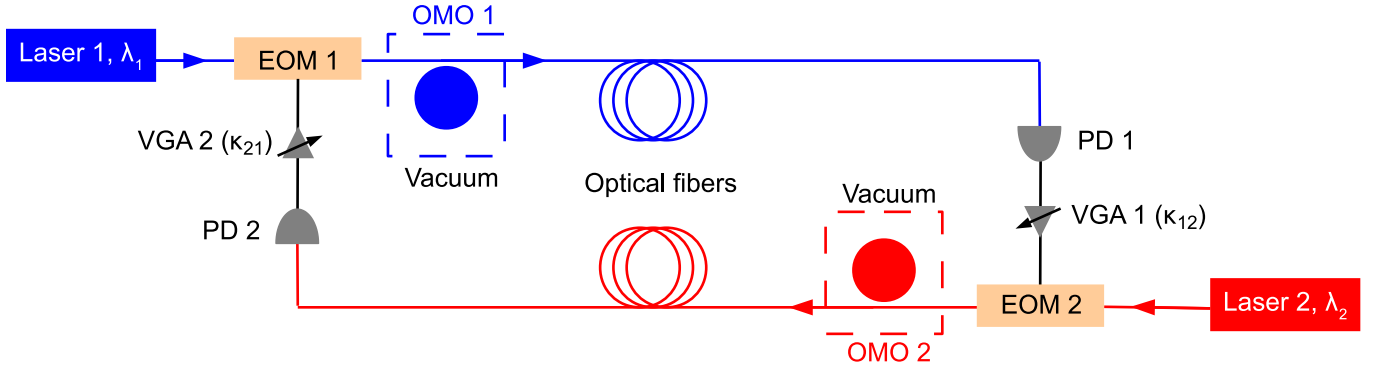 OMO 1
Laser 1, λ₁
EOM 1
VGA 2 (κ₂₁)
Vacuum
Optical fibers
PD 1
Vacuum
PD 2
VGA 1 (κ₁₂)
EOM 2
Laser 2, λ₂
OMO 2